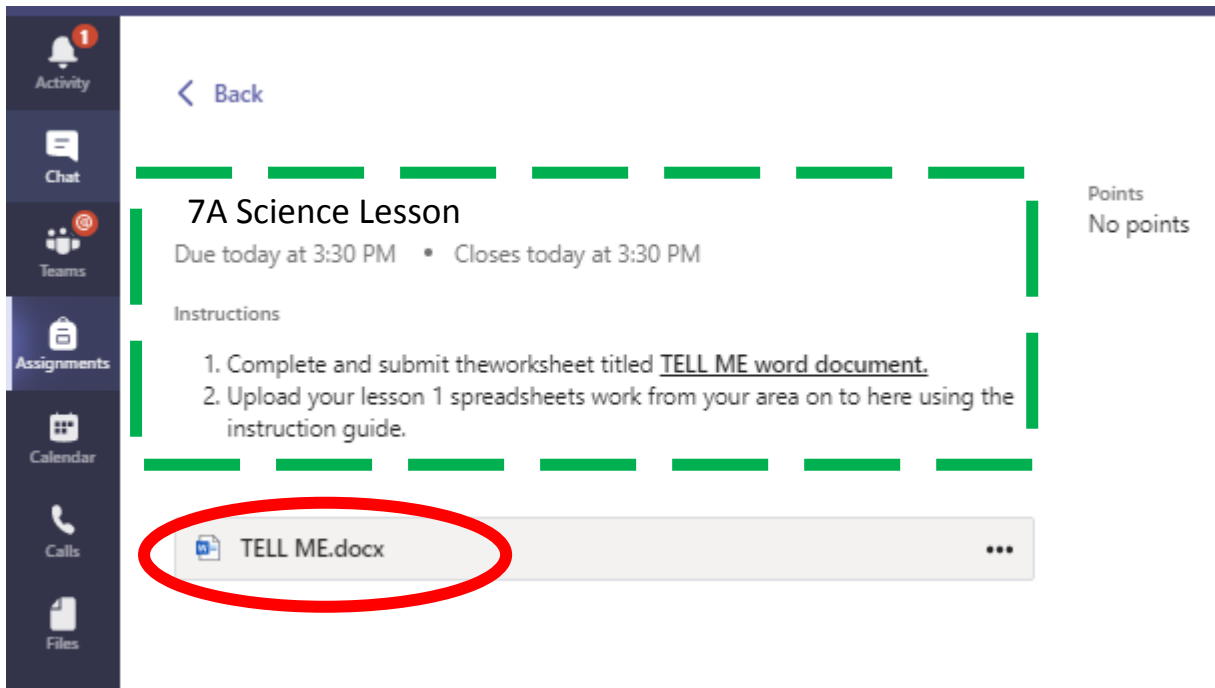 1
Activity
Chat
@
Teams
Assignments
Calendar
Calls
Files
Back
7A Science Lesson
Due today at 3:30 PM • Closes today at 3:30 PM
Instructions
1. Complete and submit theworksheet titled TELL ME word document.
2. Upload your lesson 1 spreadsheets work from your area on to here using the
instruction guide.
W TELL ME.docx
Points
No points